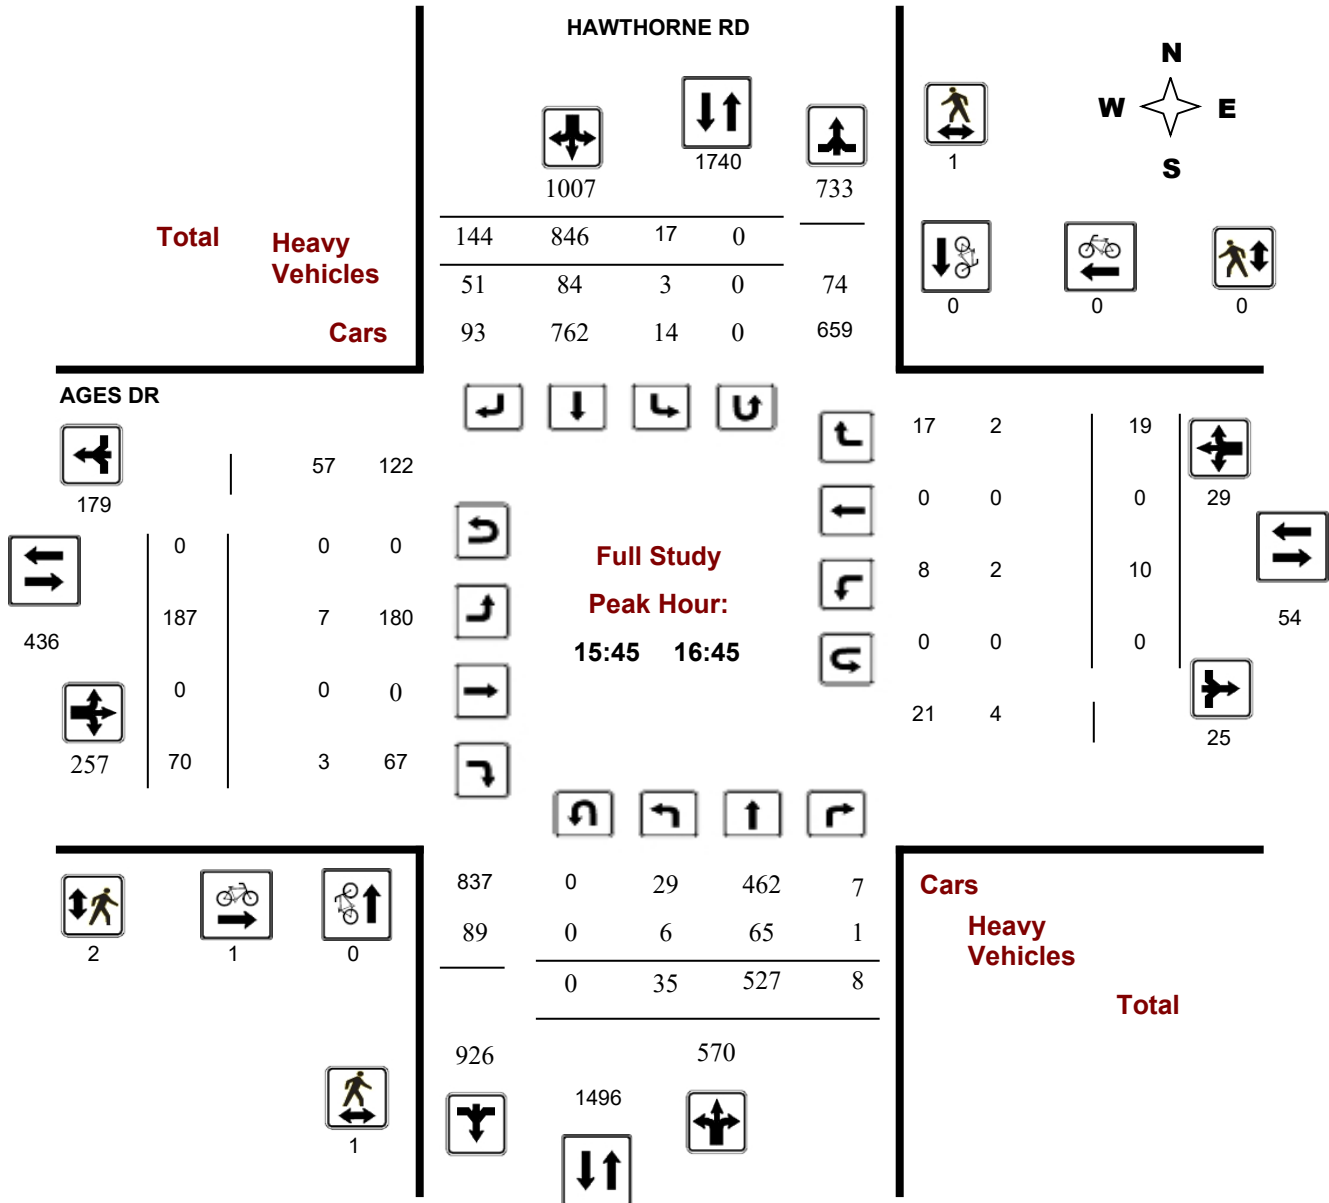 HAWTHORNE RD
N
W E
S
1740
1
1007 733
Total Heavy Vehicles
144 846 17 0
51 84 3 0 74
0 0 0
Cars 93 762 14 0 659
AGES DR
17 2 19
57 122
179
0 0 0 29
0 0 0
Full Study
8 2 10
Peak Hour:
187 7 180
54
436
15:45 16:45
0 0 0
0 0 0
21 4
25
257 70 3 67
837 0 29 462 7 Cars
89 0 6 65 1 Heavy Vehicles
2 1 0
0 35 527 8
Total
926 570
1496
1